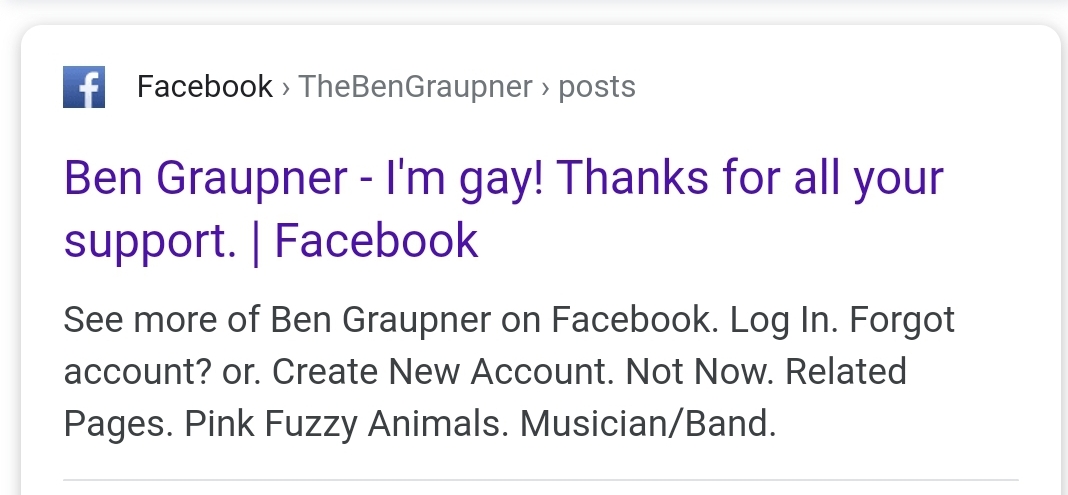 Facebook › TheBenGraupner › posts
Ben Graupner - I'm gay! Thanks for all your
support. | Facebook
See more of Ben Graupner on Facebook. Log In. Forgot
account? or. Create New Account. Not Now. Related
Pages. Pink Fuzzy Animals. Musician/Band.